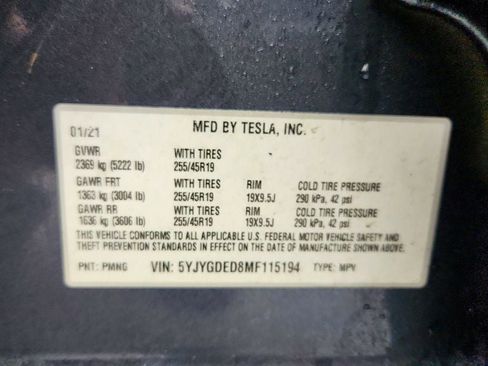 01/21 MFD BY TESLA, INC.
GVWR WITH TIRES
2369 kg (5222 lb) 255/45R19
GAWR FRT WITH TIRES RIM COLD TIRE PRESSURE
1363 kg (3004 lb) 255/45R19 19X9.5J 290 kPa, 42 psi
GAWR RR WITH TIRES RIM COLD TIRE PRESSURE
1636 kg (3606 lb) 255/45R19 19X9.5J 290 kPa, 42 psi
THIS VEHICLE CONFORMS TO ALL APPLICABLE U.S. FEDERAL MOTOR VEHICLE SAFETY AND
THEFT PREVENTION STANDARDS IN EFFECT ON THE DATE OF MANUFACTURE SHOWN ABOVE.
PNT: PMNG VIN: 5YJYGDED8MF115194 TYPE: MPV